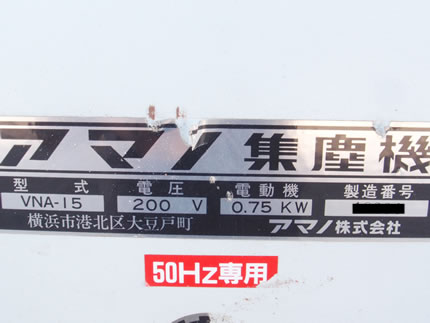 アマノ集塵機
型式 電圧 電動機 製造番号
VNA-15 200 V 0.75 KW
横浜市港北区大豆戸町 アマノ株式会社
50Hz専用